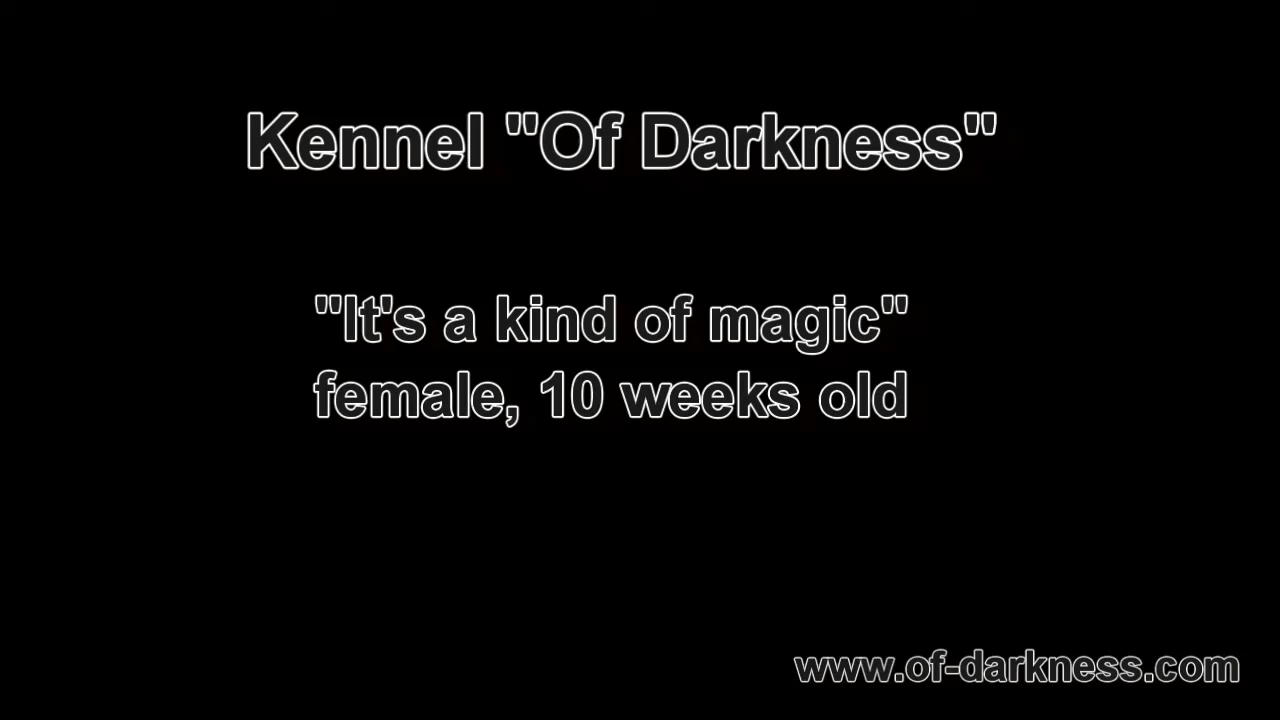 Kennel "Of Darkness"
"It's a kind of magic"
female, 10 weeks old
www.of-darkness.com